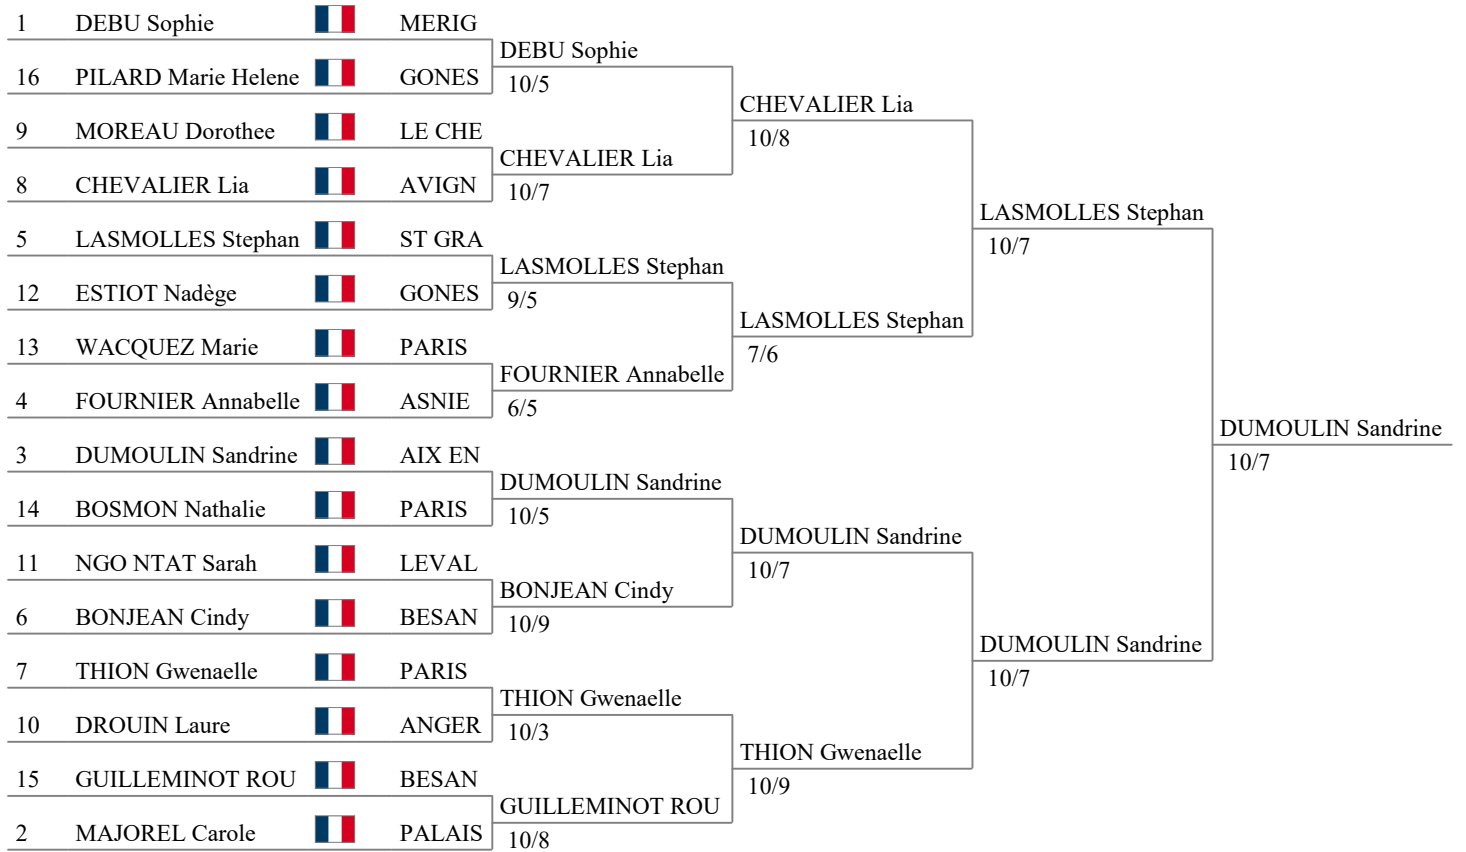 1 DEBU Sophie MERIG
16 PILARD Marie Helene GONES
9 MOREAU Dorothee LE CHE
8 CHEVALIER Lia AVIGN
5 LASMOLLES Stephan ST GRA
12 ESTIOT Nadège GONES
13 WACQUEZ Marie PARIS
4 FOURNIER Annabelle ASNIE
3 DUMOULIN Sandrine AIX EN
14 BOSMON Nathalie PARIS
11 NGO NTAT Sarah LEVAL
6 BONJEAN Cindy BESAN
7 THION Gwenaelle PARIS
10 DROUIN Laure ANGER
15 GUILLEMINOT ROU BESAN
2 MAJOREL Carole PALAIS
DEBU Sophie
10/5
CHEVALIER Lia
10/7
LASMOLLES Stephan
9/5
FOURNIER Annabelle
6/5
DUMOULIN Sandrine
10/5
BONJEAN Cindy
10/9
THION Gwenaelle
10/3
GUILLEMINOT ROU
10/8
CHEVALIER Lia
10/8
LASMOLLES Stephan
7/6
DUMOULIN Sandrine
10/7
THION Gwenaelle
10/9
LASMOLLES Stephan
10/7
DUMOULIN Sandrine
10/7
DUMOULIN Sandrine
10/7